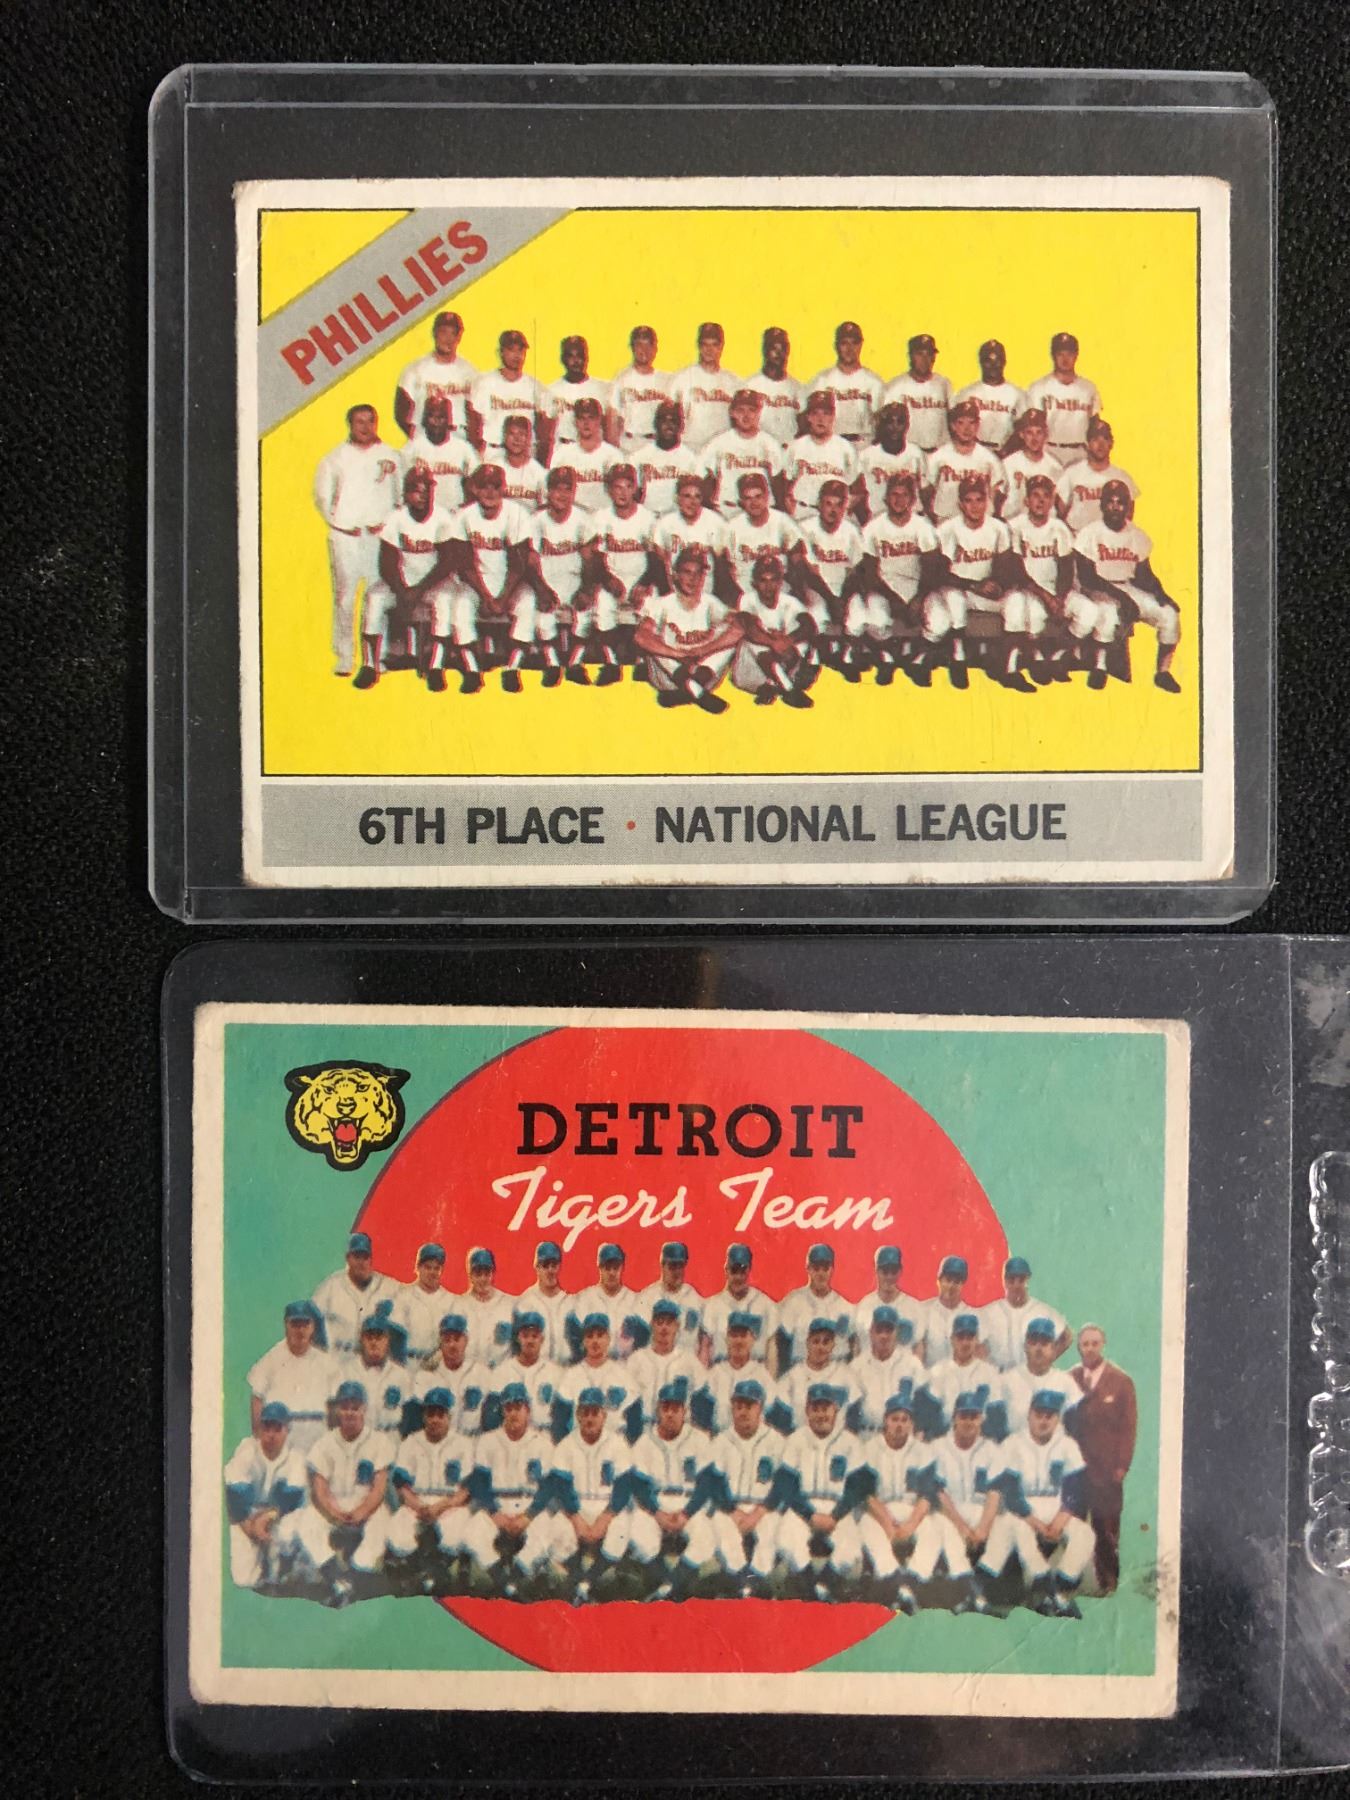 PHILLIES
6TH PLACE · NATIONAL LEAGUE
DETROIT
Tigers Team